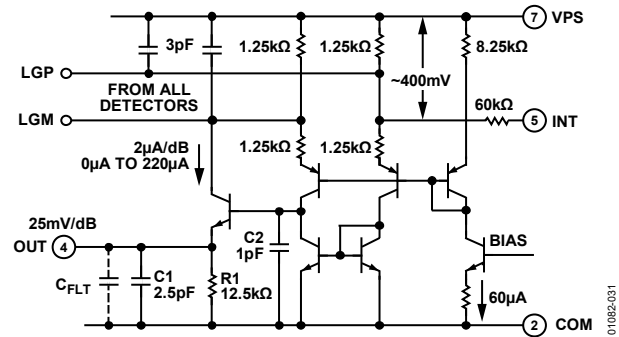 7 VPS
3pF
1.25kΩ
1.25kΩ
8.25kΩ
LGP
FROM ALL
DETECTORS
~400mV
LGM
60kΩ
5 INT
2µA/dB
0µA TO 220µA
1.25kΩ
1.25kΩ
25mV/dB
OUT 4
C2
1pF
BIAS
CFLT
C1
2.5pF
R1
12.5kΩ
60µA
2 COM
01082-031